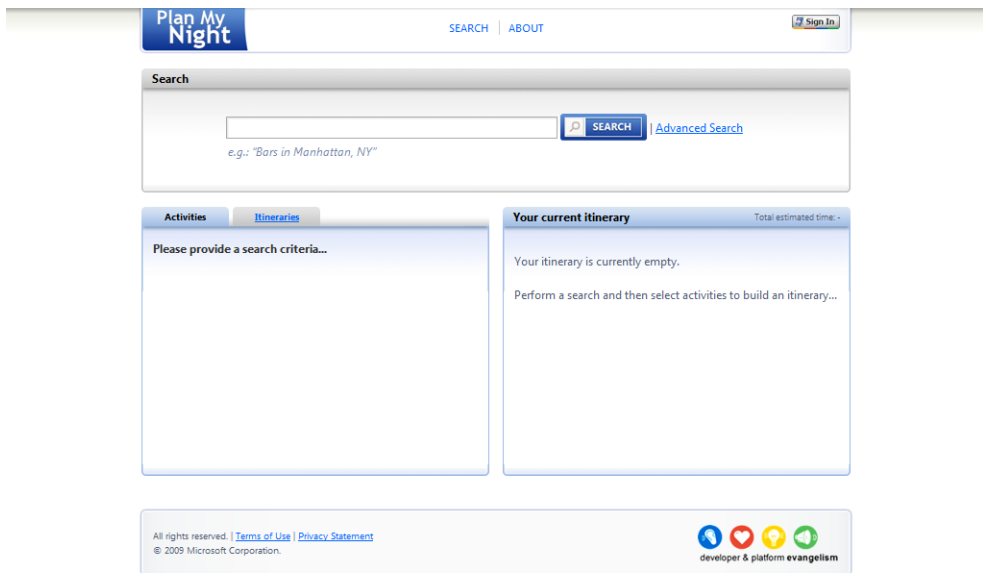 Plan My
Night
SEARCH | ABOUT
Sign In
Search
SEARCH | Advanced Search
e.g.: "Bars in Manhattan, NY"
Activities
Itineraries
Please provide a search criteria...
Your current itinerary
Total estimated time: -
Your itinerary is currently empty.
Perform a search and then select activities to build an itinerary...
All rights reserved. | Terms of Use | Privacy Statement
© 2009 Microsoft Corporation.
developer & platform evangelism